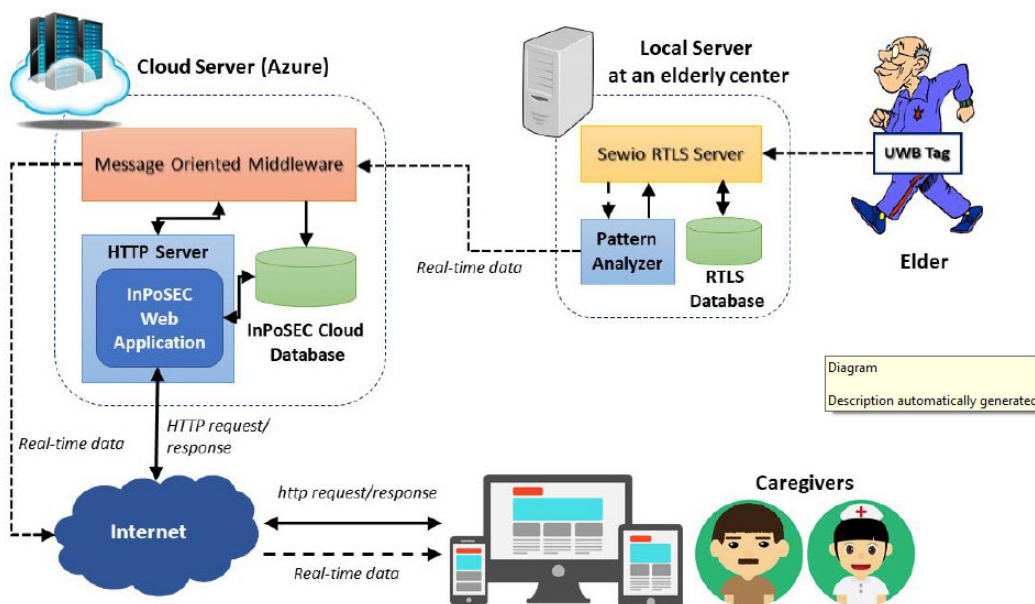 Cloud Server (Azure)
Local Server
at an elderly center
Message Oriented Middleware
Sewio RTLS Server
UWB Tag
HTTP Server
InPoSEC
Web
Application
InPoSEC Cloud
Database
Real-time data
Pattern
Analyzer
RTLS
Database
Elder
Diagram
Description automatically generated
HTTP request/
response
Real-time data
Internet
http request/response
Real-time data
Caregivers